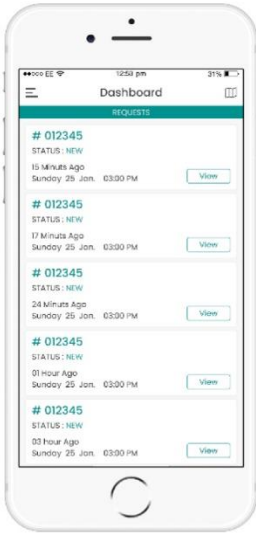 EE 12:53 pm 31%
Dashboard
REQUESTS
# 012345
STATUS : NEW
15 Minuts Ago
Sunday 25 Jan. 03:00 PM View
# 012345
STATUS : NEW
17 Minuts Ago
Sunday 25 Jan. 03:00 PM View
# 012345
STATUS : NEW
24 Minuts Ago
Sunday 25 Jan. 03:00 PM View
# 012345
STATUS : NEW
01 Hour Ago
Sunday 25 Jan. 03:00 PM View
# 012345
STATUS : NEW
03 hour Ago
Sunday 25 Jan. 03:00 PM View